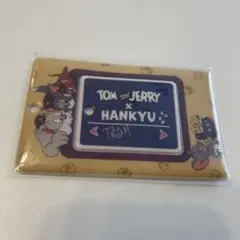 TOM and JERRY
×
HANKYU
TOM